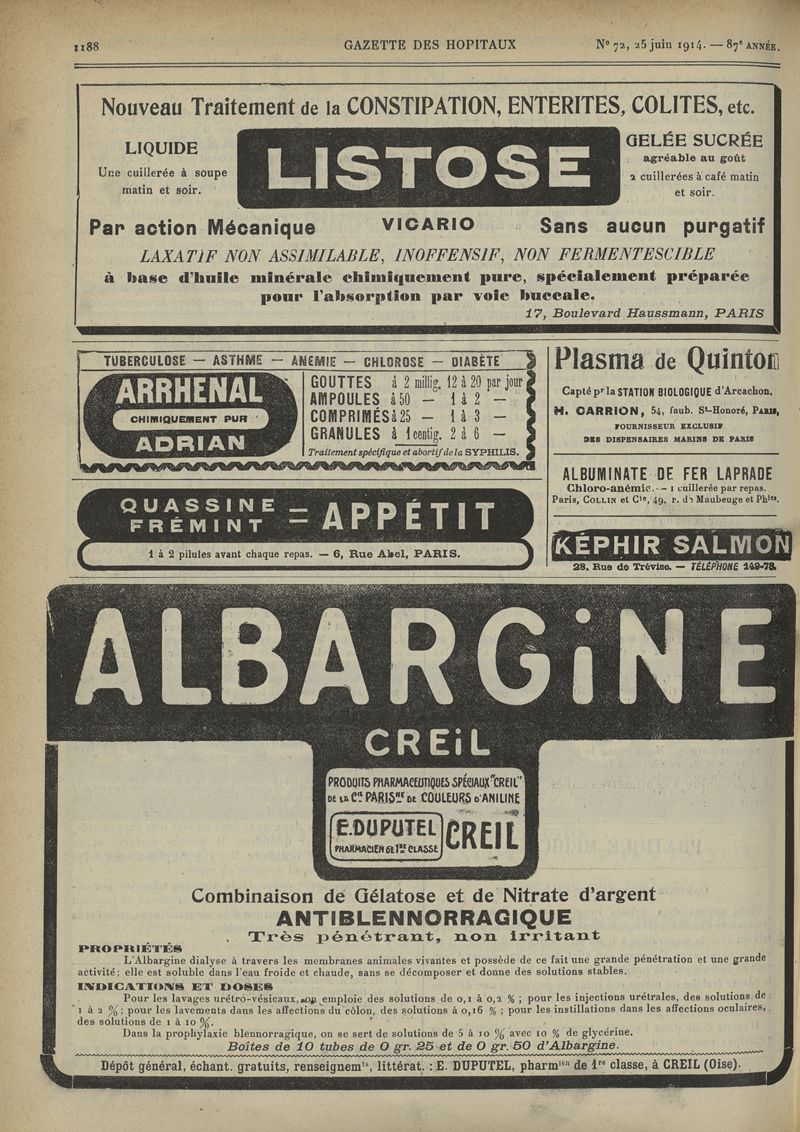 1188
GAZETTE DES HOPITAUX
N° 72, 25 juin 1914. — 87e ANNÉE.
Nouveau Traitement de la CONSTIPATION, ENTERITES, COLITES, etc.
LIQUIDE
Une cuillerée à soupe
matin et soir.
LISTOSE
GELÉE SUCRÉE
agréable au goût
2 cuillerées à café matin
et soir.
Par action Mécanique
VICARIO
Sans aucun purgatif
LAXATIF NON ASSIMILABLE, INOFFENSIF, NON FERMENTESCIBLE
à base d'huile minérale chimiquement pure, spécialement préparée
pour l'absorption par voie buccale.
17, Boulevard Haussmann, PARIS
TUBERCULOSE — ASTHME — ANEMIE — CHLOROSE — DIABÈTE
ARRHENAL
CHIMIQUEMENT PUR
ADRIAN
GOUTTES à 2 millig. 12 à 20 par jour
AMPOULES à 50 — 1 à 2 —
COMPRIMÉS à 25 — 1 à 3 —
GRANULES à 1 centig. 2 à 6 —
Traitement spécifique et abortif de la SYPHILIS.
QUASSINE
FRÉMINT
= APPÉTIT
1 à 2 pilules avant chaque repas. — 6, Rue Abel, PARIS.
Plasma de Quinton
Capté pr la STATION BIOLOGIQUE d'Arcachon.
H. CARRION, 54, faub. St-Honoré, PARIS,
FOURNISSEUR EXCLUSIF
DES DISPENSAIRES MARINS DE PARIS
ALBUMINATE DE FER LAPRADE
Chloro-anémie. — 1 cuillerée par repas.
Paris, COLLIN et Cie, 49, r. de Maubeuge et Phies.
KÉPHIR SALMON
28, Rue de Trévise. — TÉLÉPHONE 149-78.
ALBARGiNE
CREiL
PRODUITS PHARMACEUTIQUES SPÉCIAUX "CREIL"
DE LA Cie PARISNE DE COULEURS D'ANILINE
E.DUPUTEL
PHARMACIEN DE 1RE CLASSE
CREIL
Combinaison de Gélatose et de Nitrate d'argent
ANTIBLENNORRAGIQUE
Très pénétrant, non irritant
PROPRIÉTÉS
L'Albargine dialyse à travers les membranes animales vivantes et possède de ce fait une grande pénétration et une grande
activité; elle est soluble dans l'eau froide et chaude, sans se décomposer et donne des solutions stables.
INDICATIONS ET DOSES
Pour les lavages urétro-vésicaux, on emploie des solutions de 0,1 à 0,2 % ; pour les injections urétrales, des solutions de
1 à 2 % ; pour les lavements dans les affections du côlon, des solutions à 0,16 % ; pour les instillations dans les affections oculaires,
des solutions de 1 à 10 %.
Dans la prophylaxie blennorragique, on se sert de solutions de 5 à 10 % avec 10 % de glycérine.
Boîtes de 10 tubes de 0 gr. 25 et de 0 gr. 50 d'Albargine.
Dépôt général, échant. gratuits, renseignemts, littérat. : E. DUPUTEL, pharmcien de 1re classe, à CREIL (Oise).